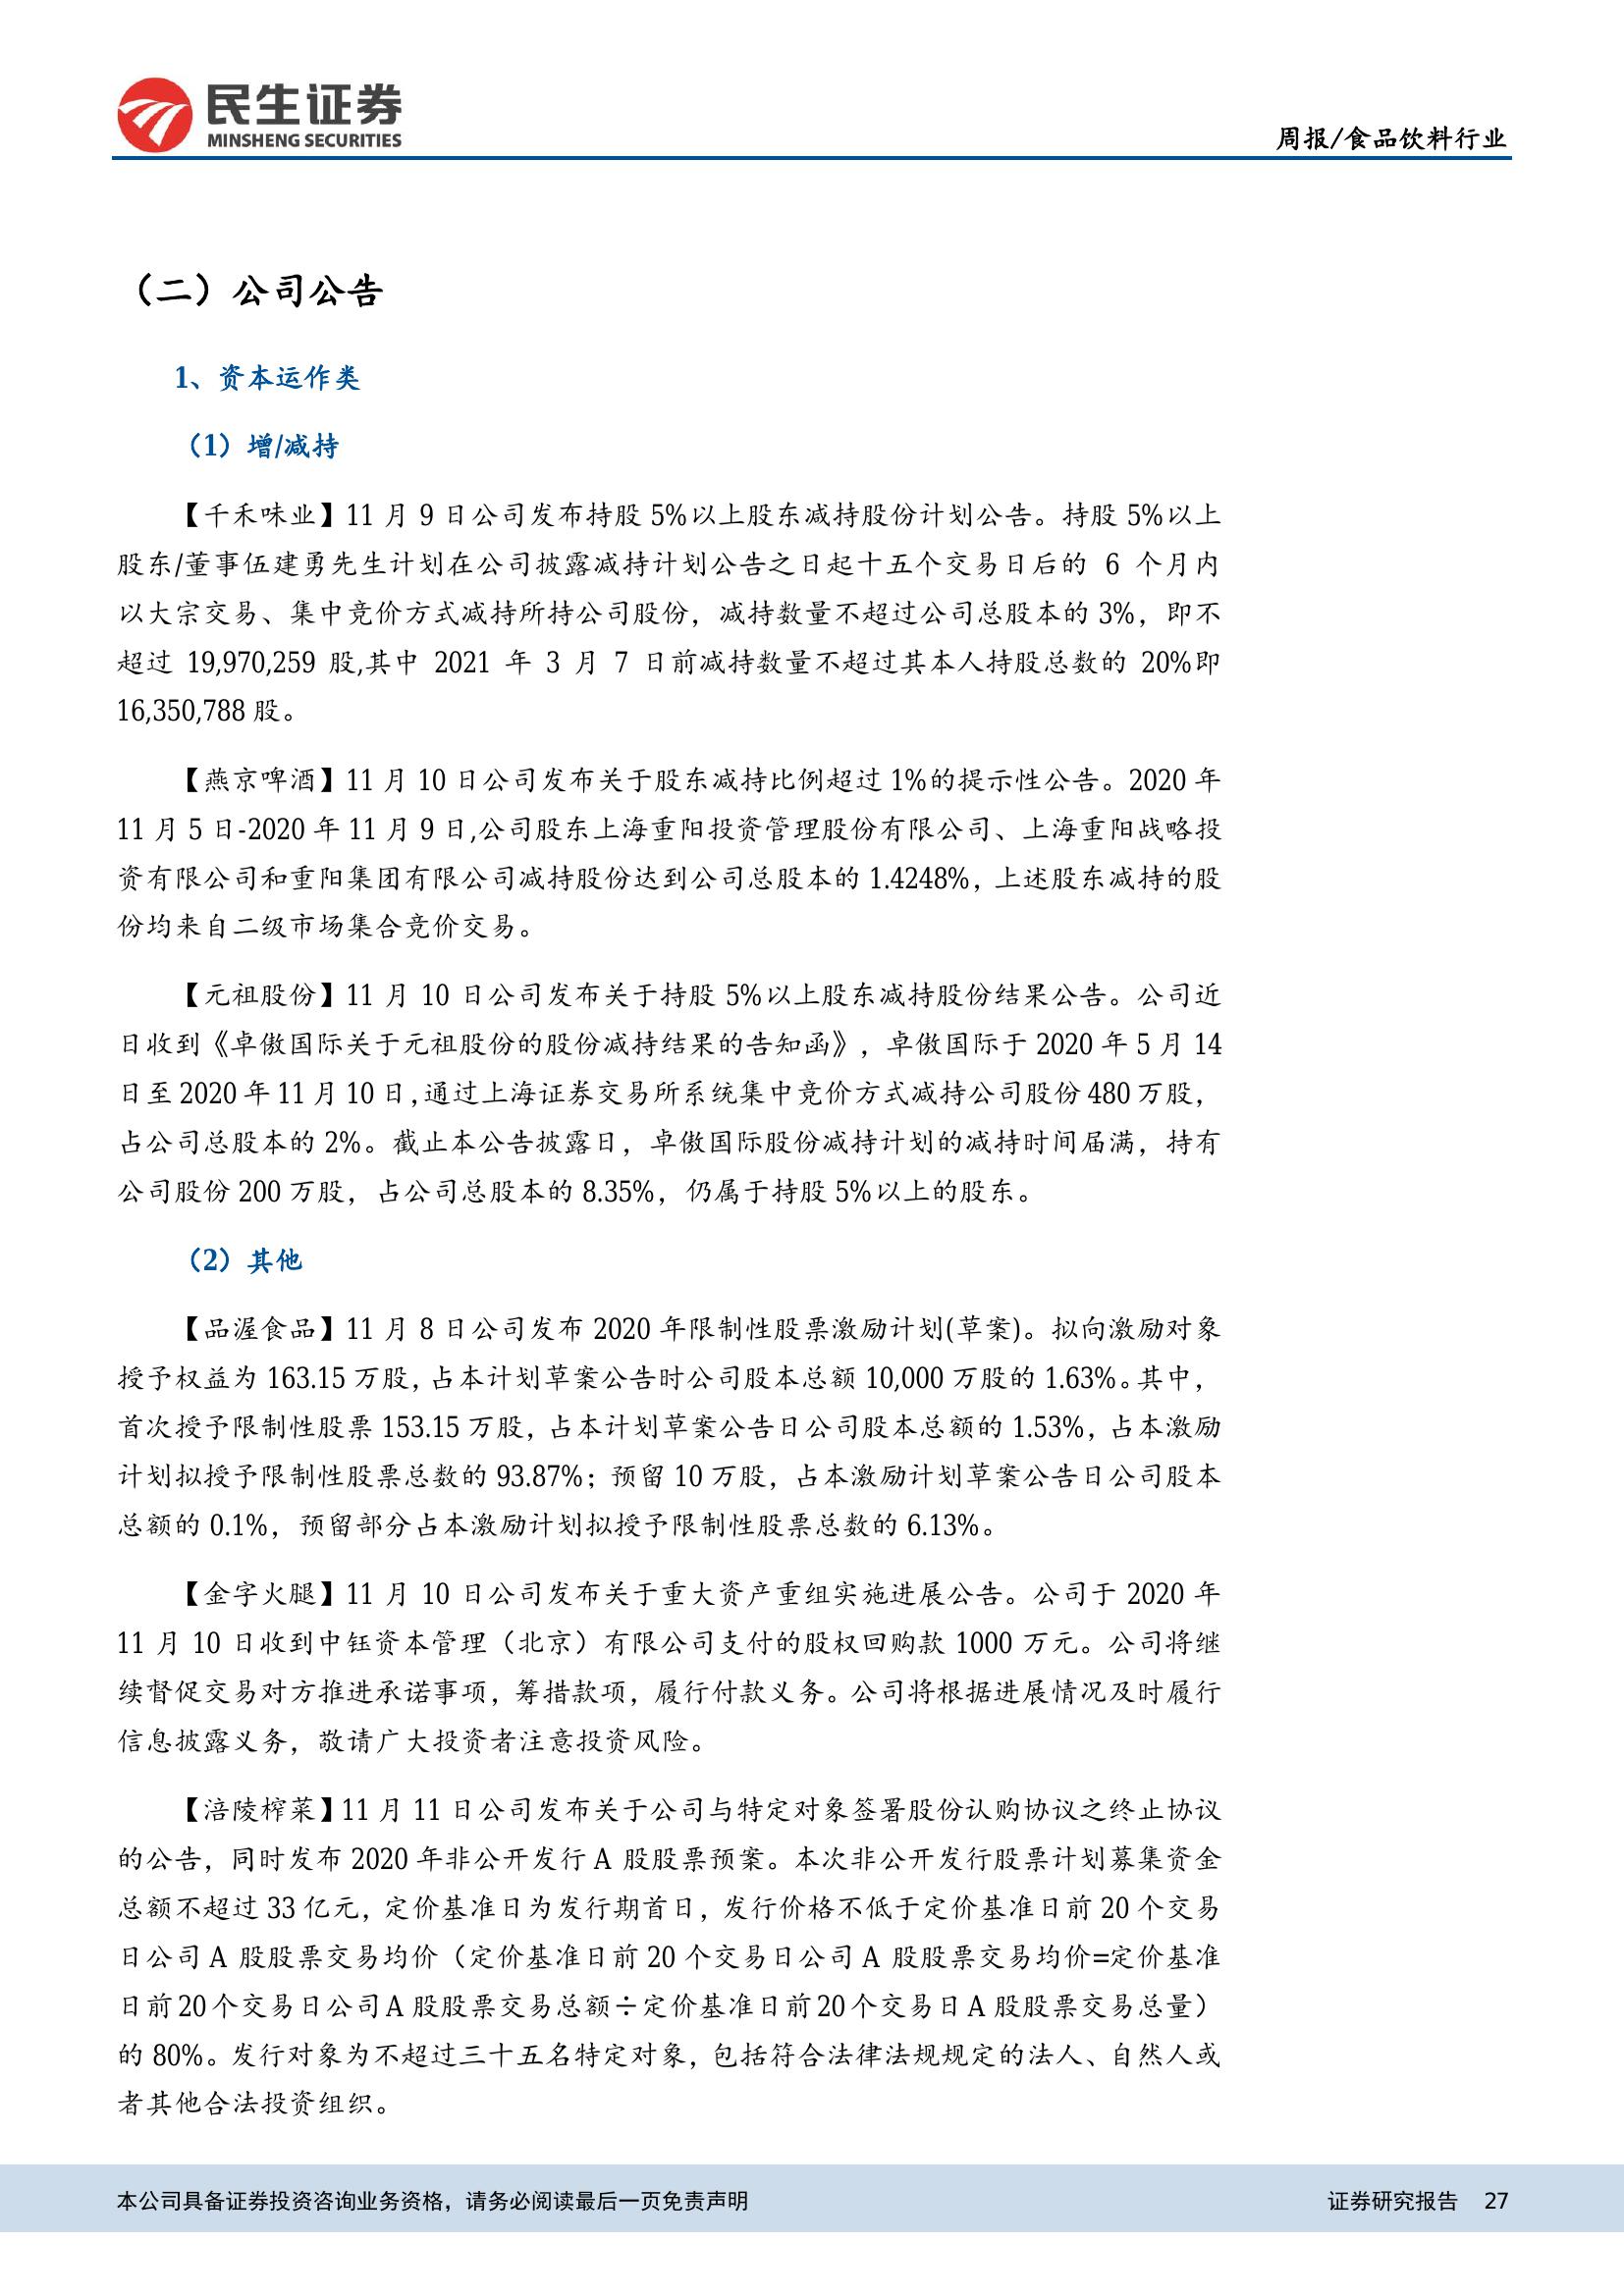 民生证券
MINSHENG SECURITIES
周报/食品饮料行业
（二）公司公告
1、资本运作类
（1）增/减持
【千禾味业】11 月 9 日公司发布持股 5%以上股东减持股份计划公告。持股 5%以上
股东/董事伍建勇先生计划在公司披露减持计划公告之日起十五个交易日后的 6 个月内
以大宗交易、集中竞价方式减持所持公司股份，减持数量不超过公司总股本的 3%，即不
超过 19,970,259 股,其中 2021 年 3 月 7 日前减持数量不超过其本人持股总数的 20%即
16,350,788 股。
【燕京啤酒】11 月 10 日公司发布关于股东减持比例超过 1%的提示性公告。2020 年
11 月 5 日-2020 年 11 月 9 日,公司股东上海重阳投资管理股份有限公司、上海重阳战略投
资有限公司和重阳集团有限公司减持股份达到公司总股本的 1.4248%，上述股东减持的股
份均来自二级市场集合竞价交易。
【元祖股份】11 月 10 日公司发布关于持股 5%以上股东减持股份结果公告。公司近
日收到《卓傲国际关于元祖股份的股份减持结果的告知函》，卓傲国际于 2020 年 5 月 14
日至 2020 年 11 月 10 日,通过上海证券交易所系统集中竞价方式减持公司股份 480 万股，
占公司总股本的 2%。截止本公告披露日，卓傲国际股份减持计划的减持时间届满，持有
公司股份 200 万股，占公司总股本的 8.35%，仍属于持股 5%以上的股东。
（2）其他
【品渥食品】11 月 8 日公司发布 2020 年限制性股票激励计划(草案)。拟向激励对象
授予权益为 163.15 万股，占本计划草案公告时公司股本总额 10,000 万股的 1.63%。其中，
首次授予限制性股票 153.15 万股，占本计划草案公告日公司股本总额的 1.53%，占本激励
计划拟授予限制性股票总数的 93.87%；预留 10 万股，占本激励计划草案公告日公司股本
总额的 0.1%，预留部分占本激励计划拟授予限制性股票总数的 6.13%。
【金字火腿】11 月 10 日公司发布关于重大资产重组实施进展公告。公司于 2020 年
11 月 10 日收到中钰资本管理（北京）有限公司支付的股权回购款 1000 万元。公司将继
续督促交易对方推进承诺事项，筹措款项，履行付款义务。公司将根据进展情况及时履行
信息披露义务，敬请广大投资者注意投资风险。
【涪陵榨菜】11 月 11 日公司发布关于公司与特定对象签署股份认购协议之终止协议
的公告，同时发布 2020 年非公开发行 A 股股票预案。本次非公开发行股票计划募集资金
总额不超过 33 亿元，定价基准日为发行期首日，发行价格不低于定价基准日前 20 个交易
日公司 A 股股票交易均价（定价基准日前 20 个交易日公司 A 股股票交易均价=定价基准
日前 20 个交易日公司 A 股股票交易总额÷定价基准日前 20 个交易日 A 股股票交易总量）
的 80%。发行对象为不超过三十五名特定对象，包括符合法律法规规定的法人、自然人或
者其他合法投资组织。
本公司具备证券投资咨询业务资格，请务必阅读最后一页免责声明
证券研究报告 27